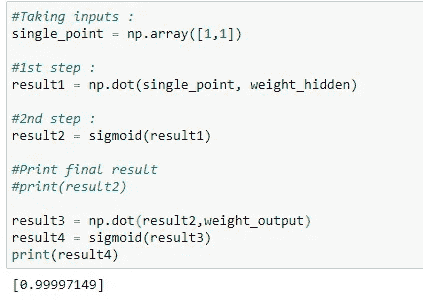 #Taking inputs :
single_point = np.array([1,1])
#1st step :
result1 = np.dot(single_point, weight_hidden)
#2nd step :
result2 = sigmoid(result1)
#Print final result
#print(result2)
result3 = np.dot(result2,weight_output)
result4 = sigmoid(result3)
print(result4)
[0.99997149]